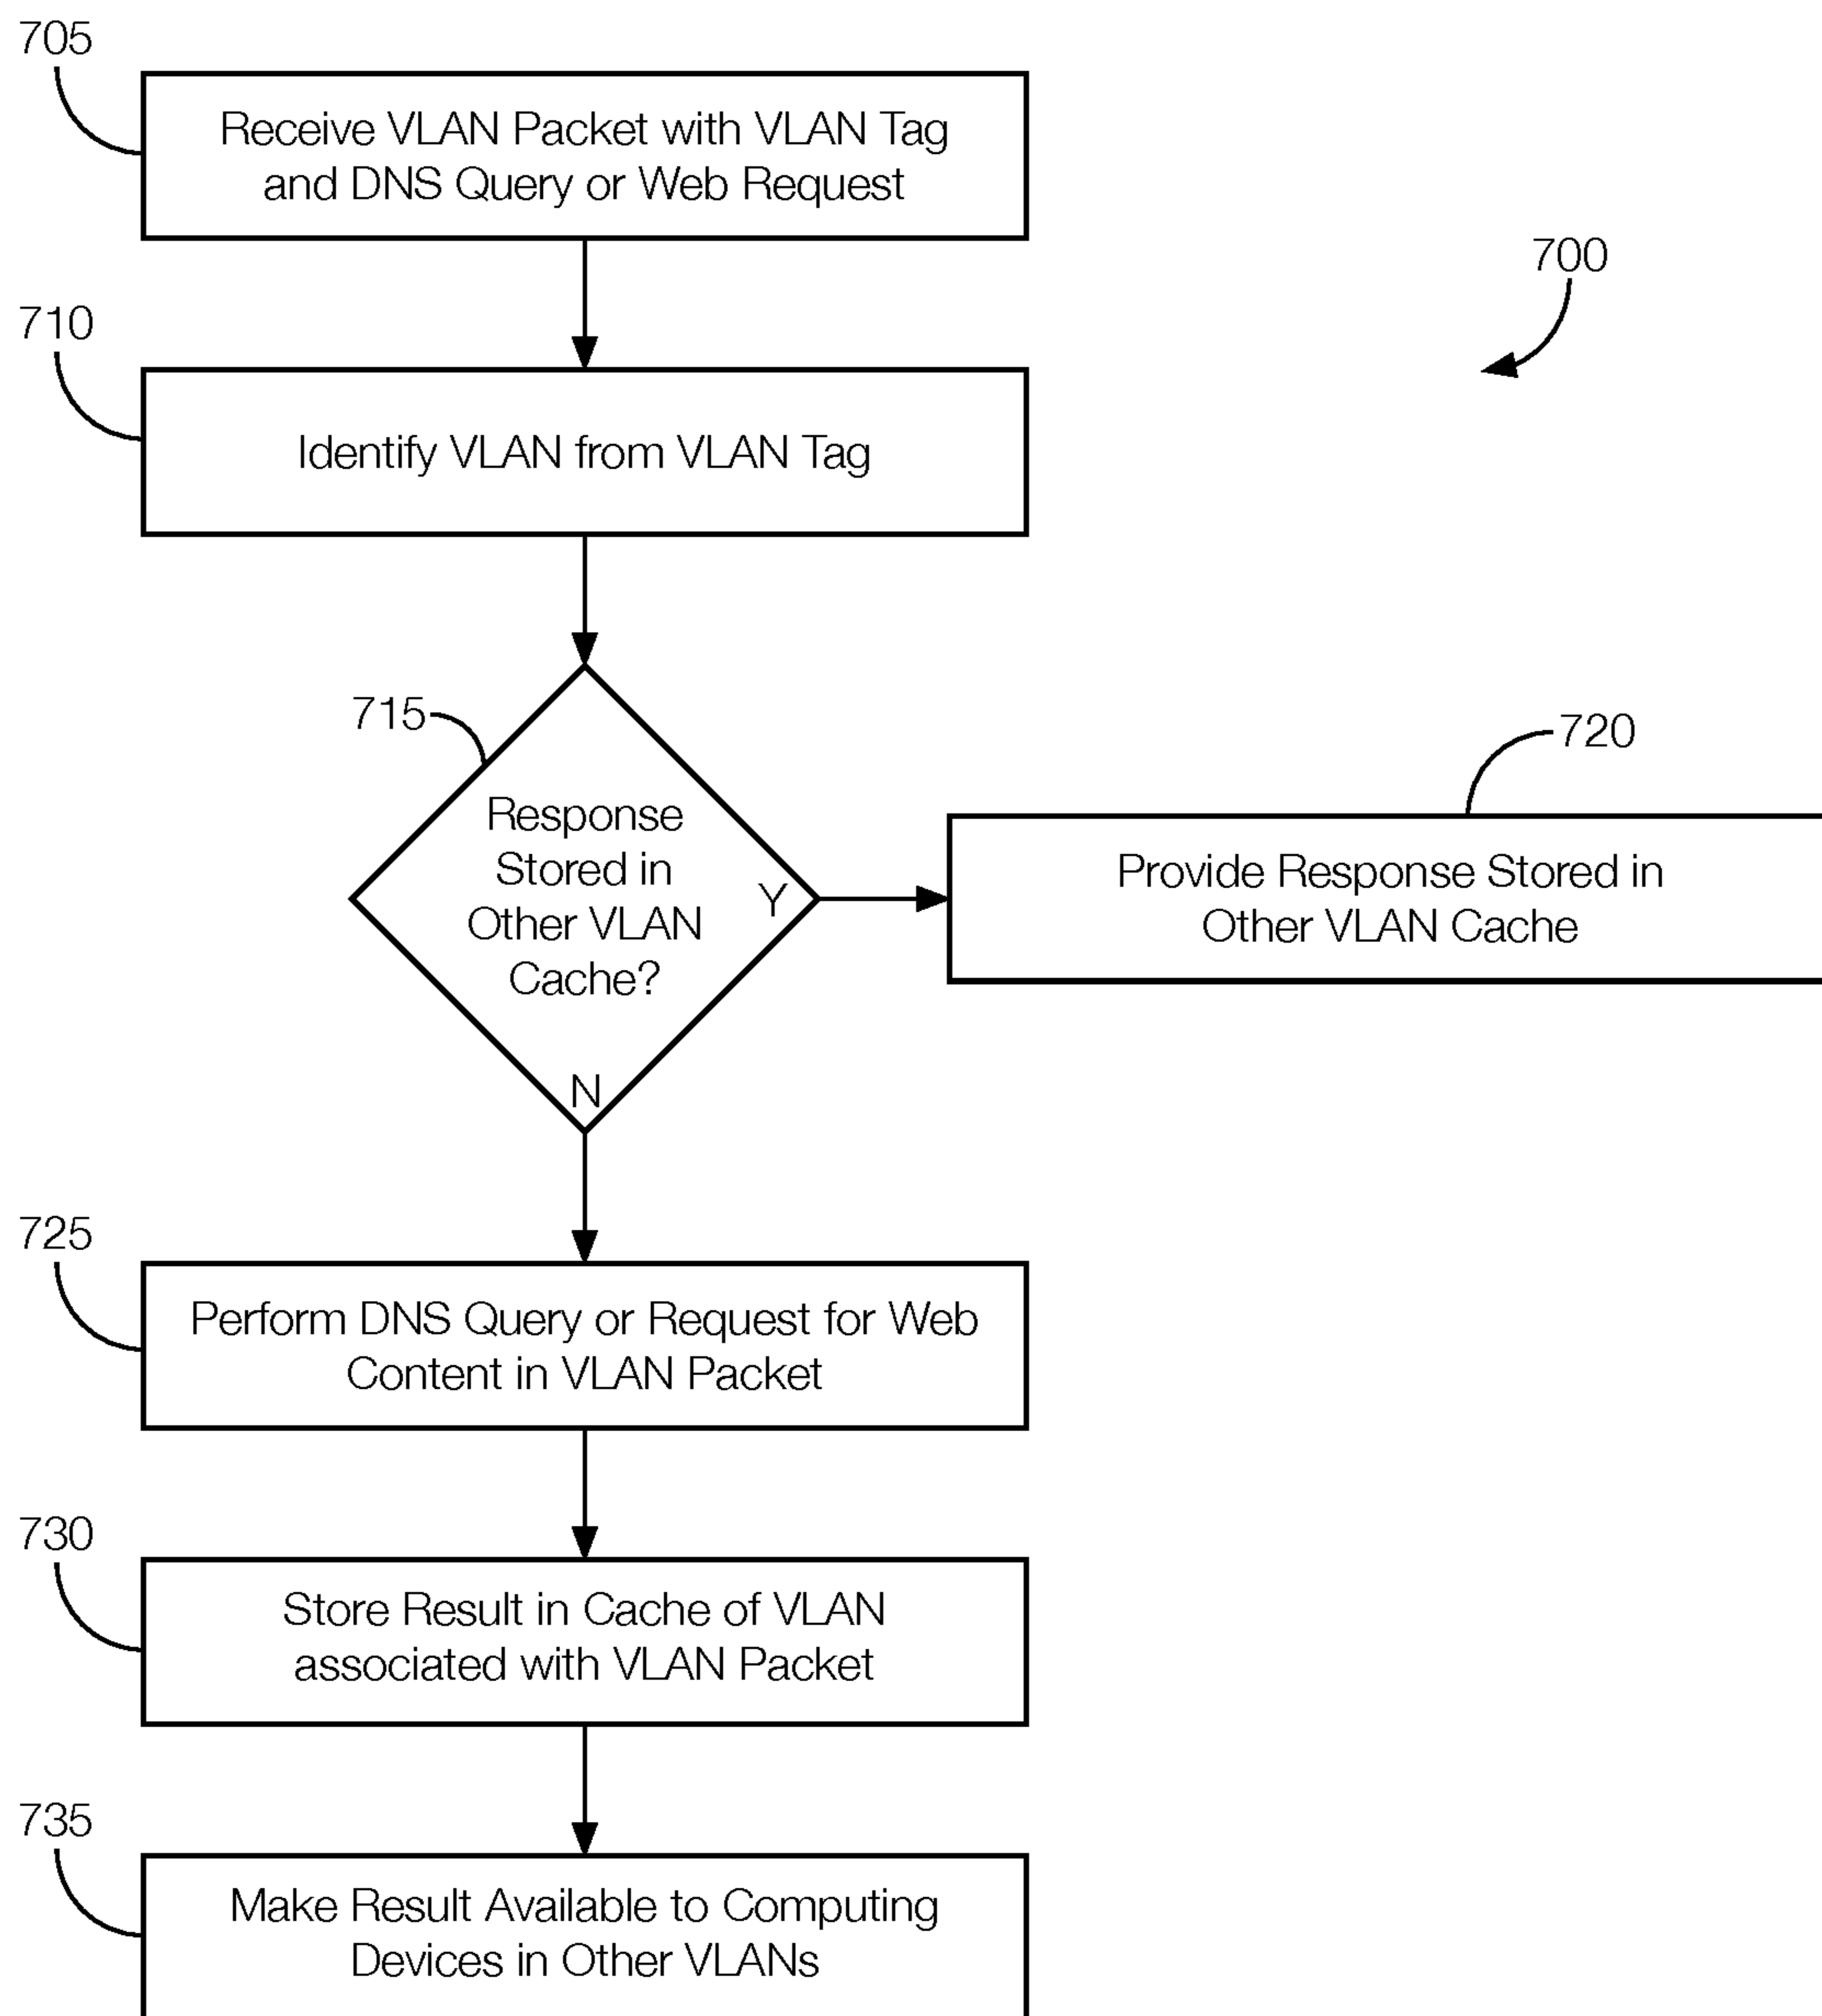 705
Receive VLAN Packet with VLAN Tag
and DNS Query or Web Request
700
710
Identify VLAN from VLAN Tag
715
Response
Stored in
Other VLAN
Cache?
Y
N
720
Provide Response Stored in
Other VLAN Cache
725
Perform DNS Query or Request for Web
Content in VLAN Packet
730
Store Result in Cache of VLAN
associated with VLAN Packet
735
Make Result Available to Computing
Devices in Other VLANs